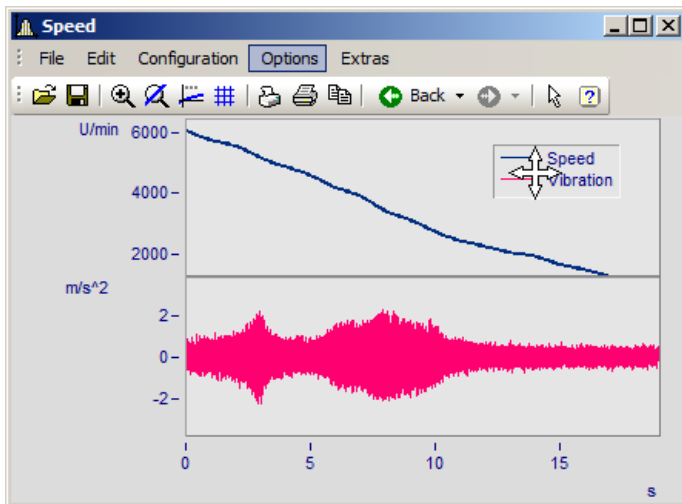 Speed
File Edit Configuration Options Extras
Back
U/min 6000
4000
2000
Speed
Vibration
m/s^2
2
0
-2
0 5 10 15
s